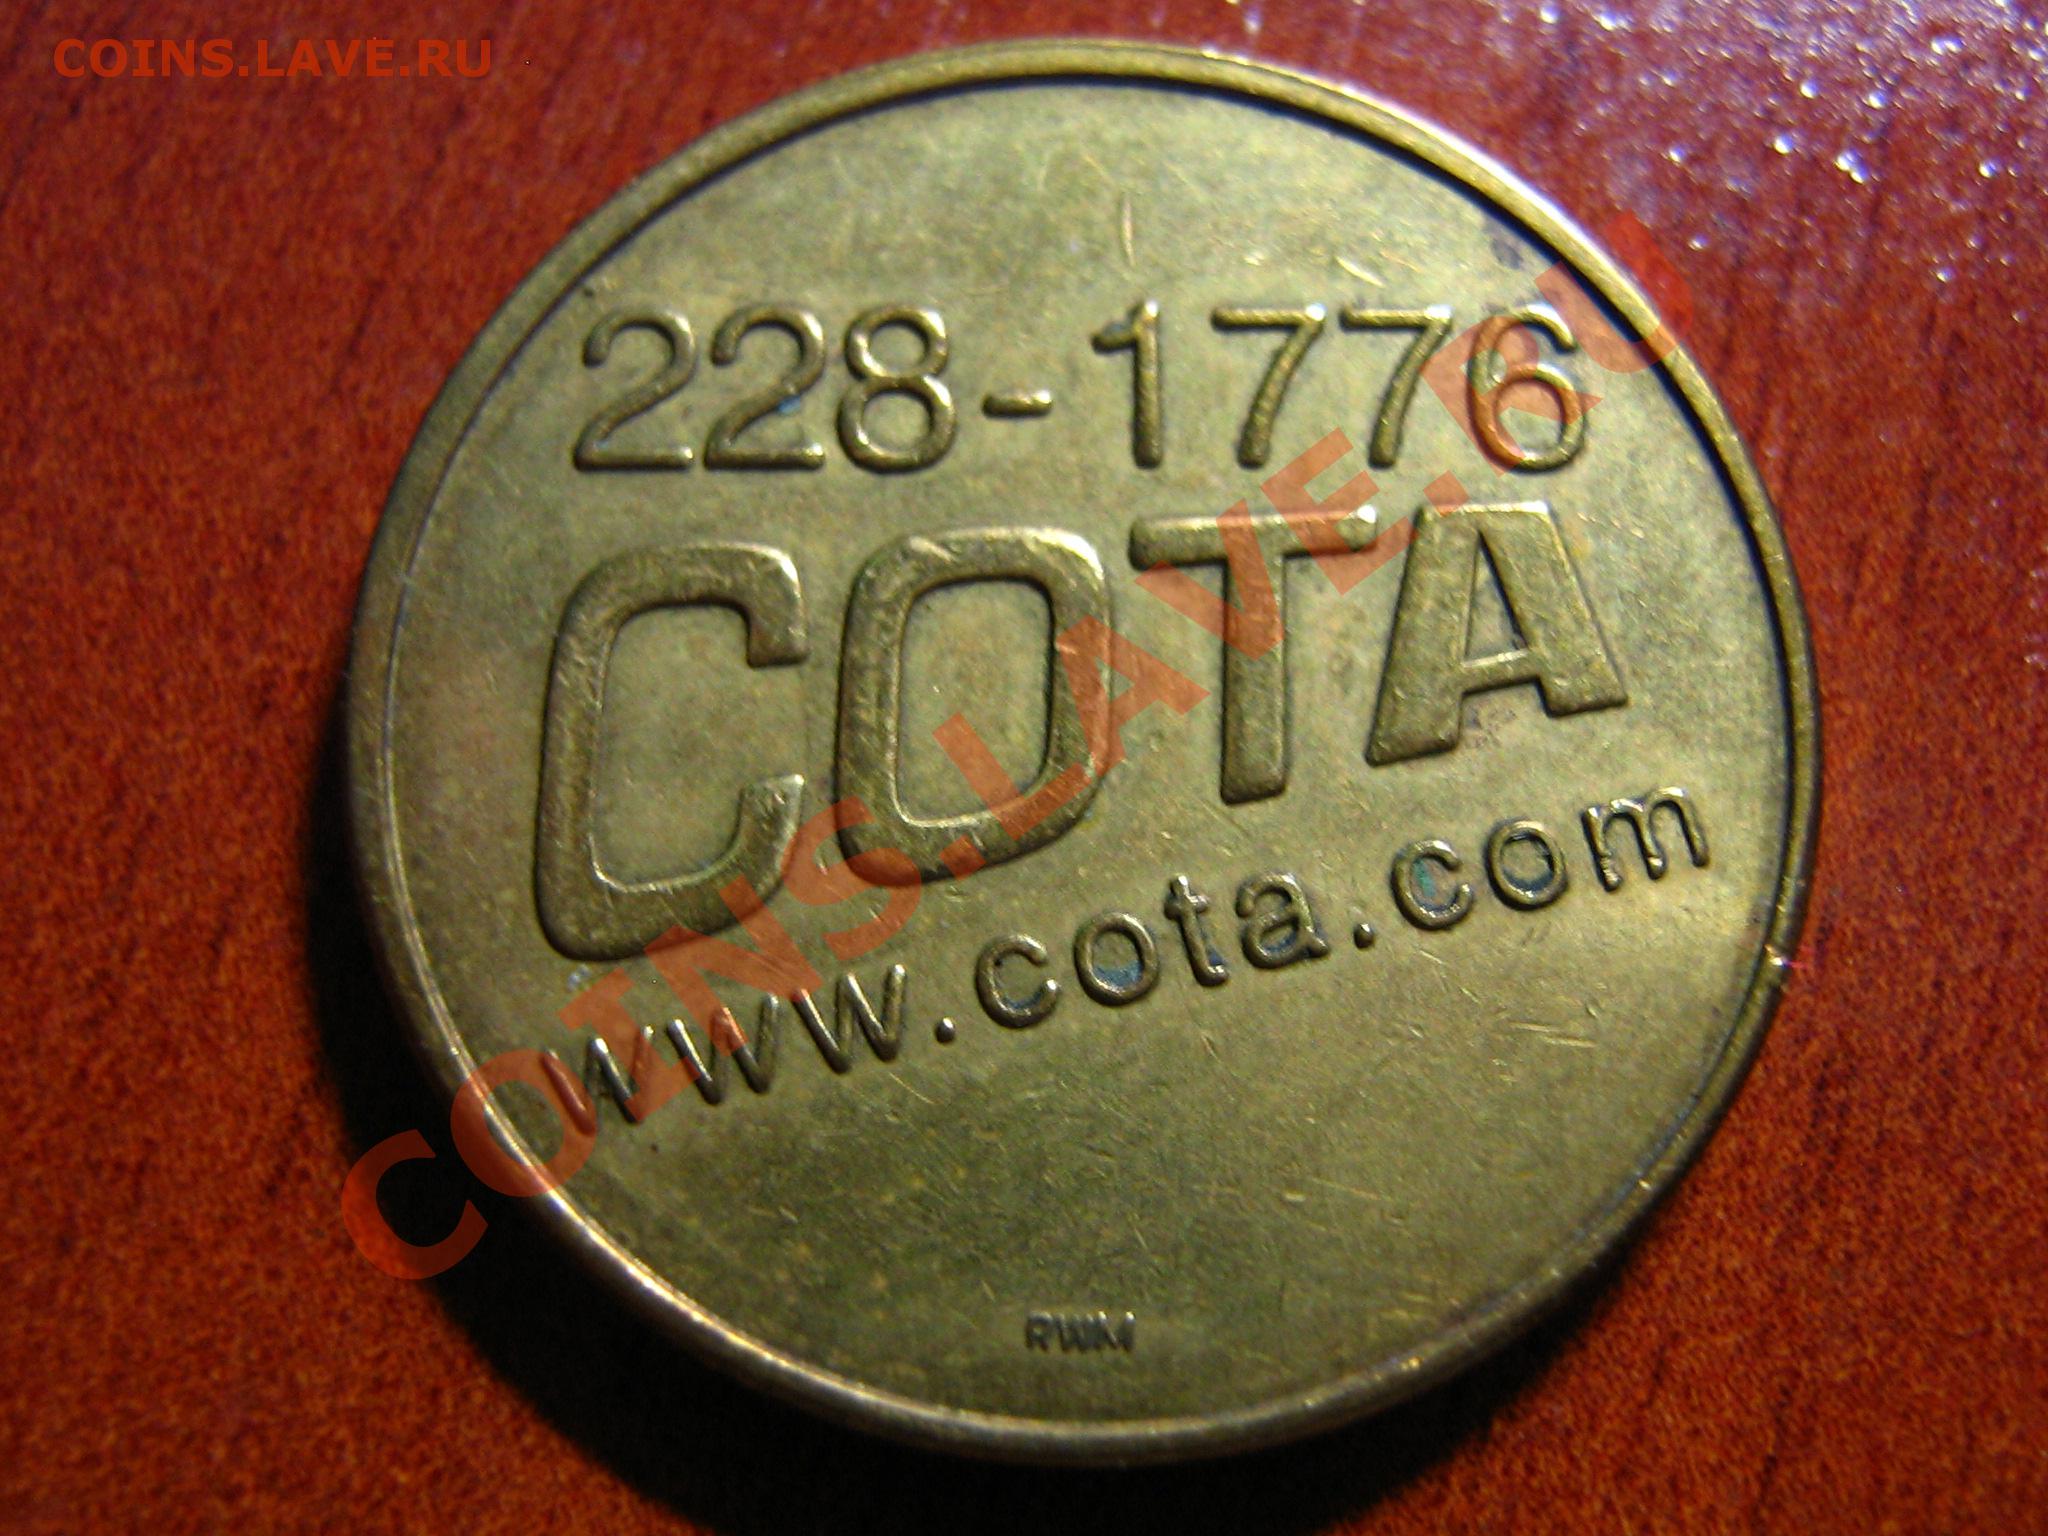 COINS.LAVE.RU
228-1776
COTA
www.cota.com
RWM
COINS.LAVE.RU